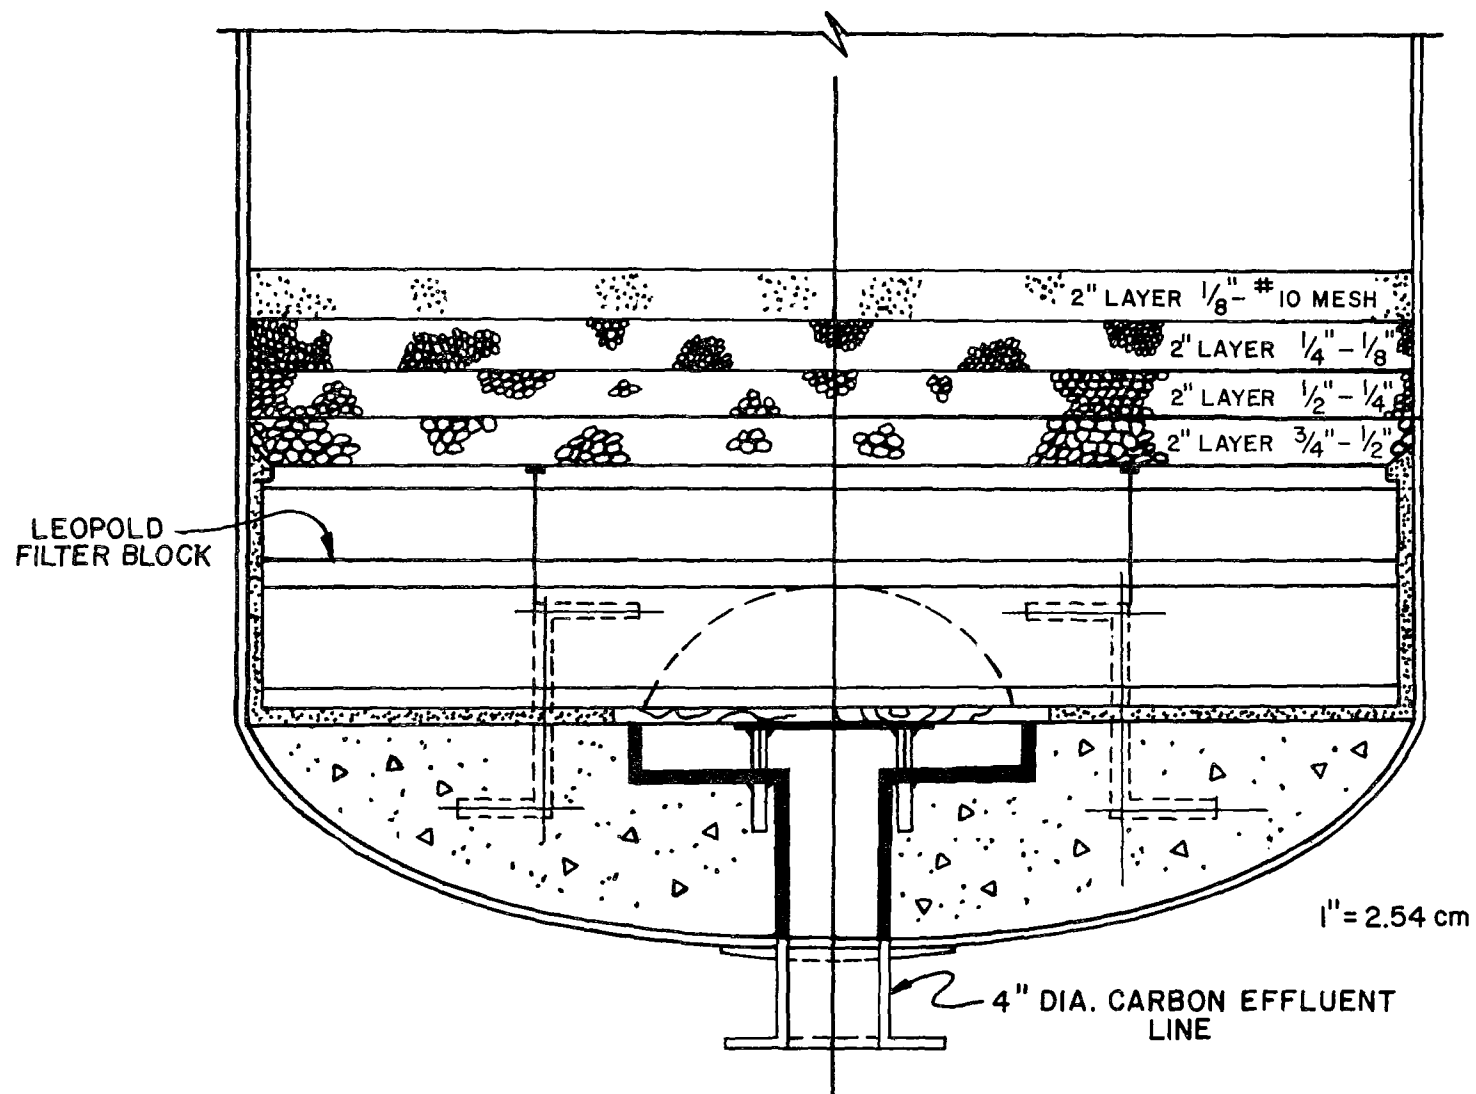 2" LAYER 1/8"- #10 MESH
2" LAYER 1/4" - 1/8"
2" LAYER 1/2" - 1/4"
2" LAYER 3/4" - 1/2"
LEOPOLD
FILTER BLOCK
1" = 2.54 cm
4" DIA. CARBON EFFLUENT
LINE